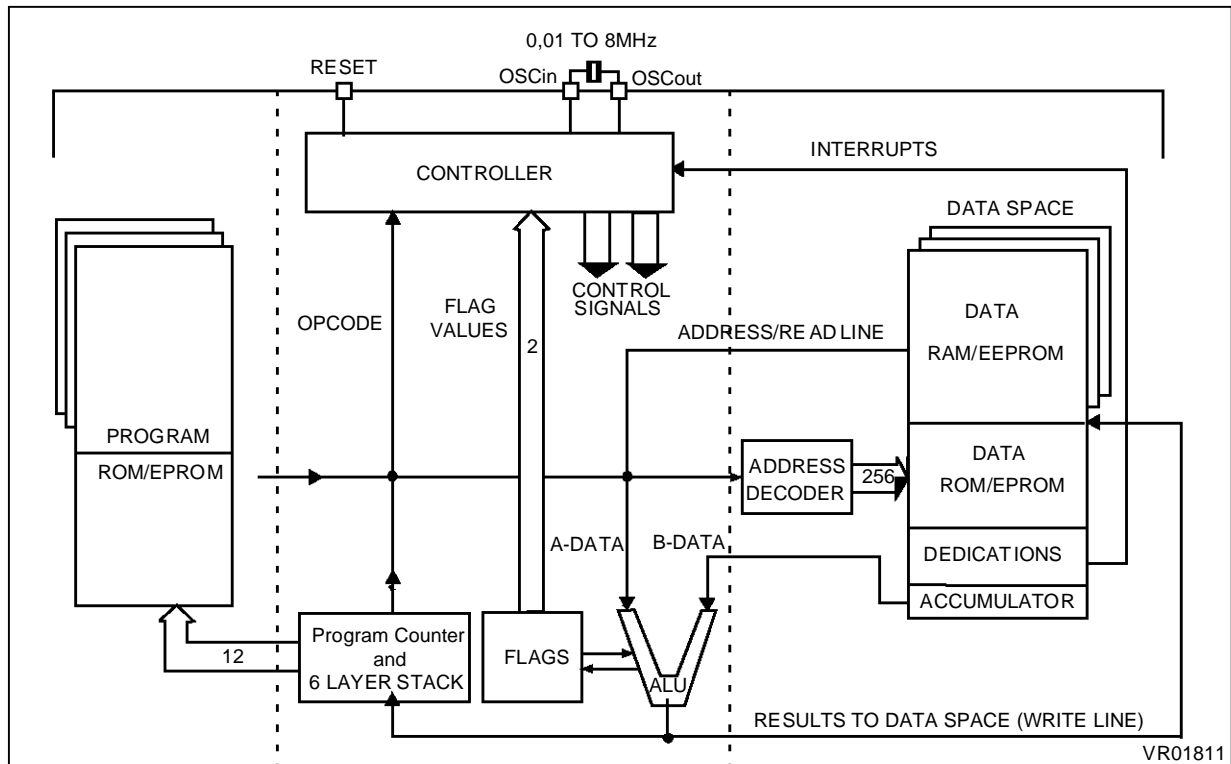 0,01 TO 8MHz
RESET
OSCin
OSCout
INTERRUPTS
CONTROLLER
DATA SPACE
CONTROL
SIGNALS
OPCODE
FLAG
VALUES
2
DATA
RAM/EEPROM
ADDRESS/READ LINE
PROGRAM
ROM/EPROM
ADDRESS
DECODER
256
DATA
ROM/EPROM
A-DATA
B-DATA
DEDICATIONS
ACCUMULATOR
12
Program Counter
and
6 LAYER STACK
FLAGS
ALU
RESULTS TO DATA SPACE (WRITE LINE)
VR01811